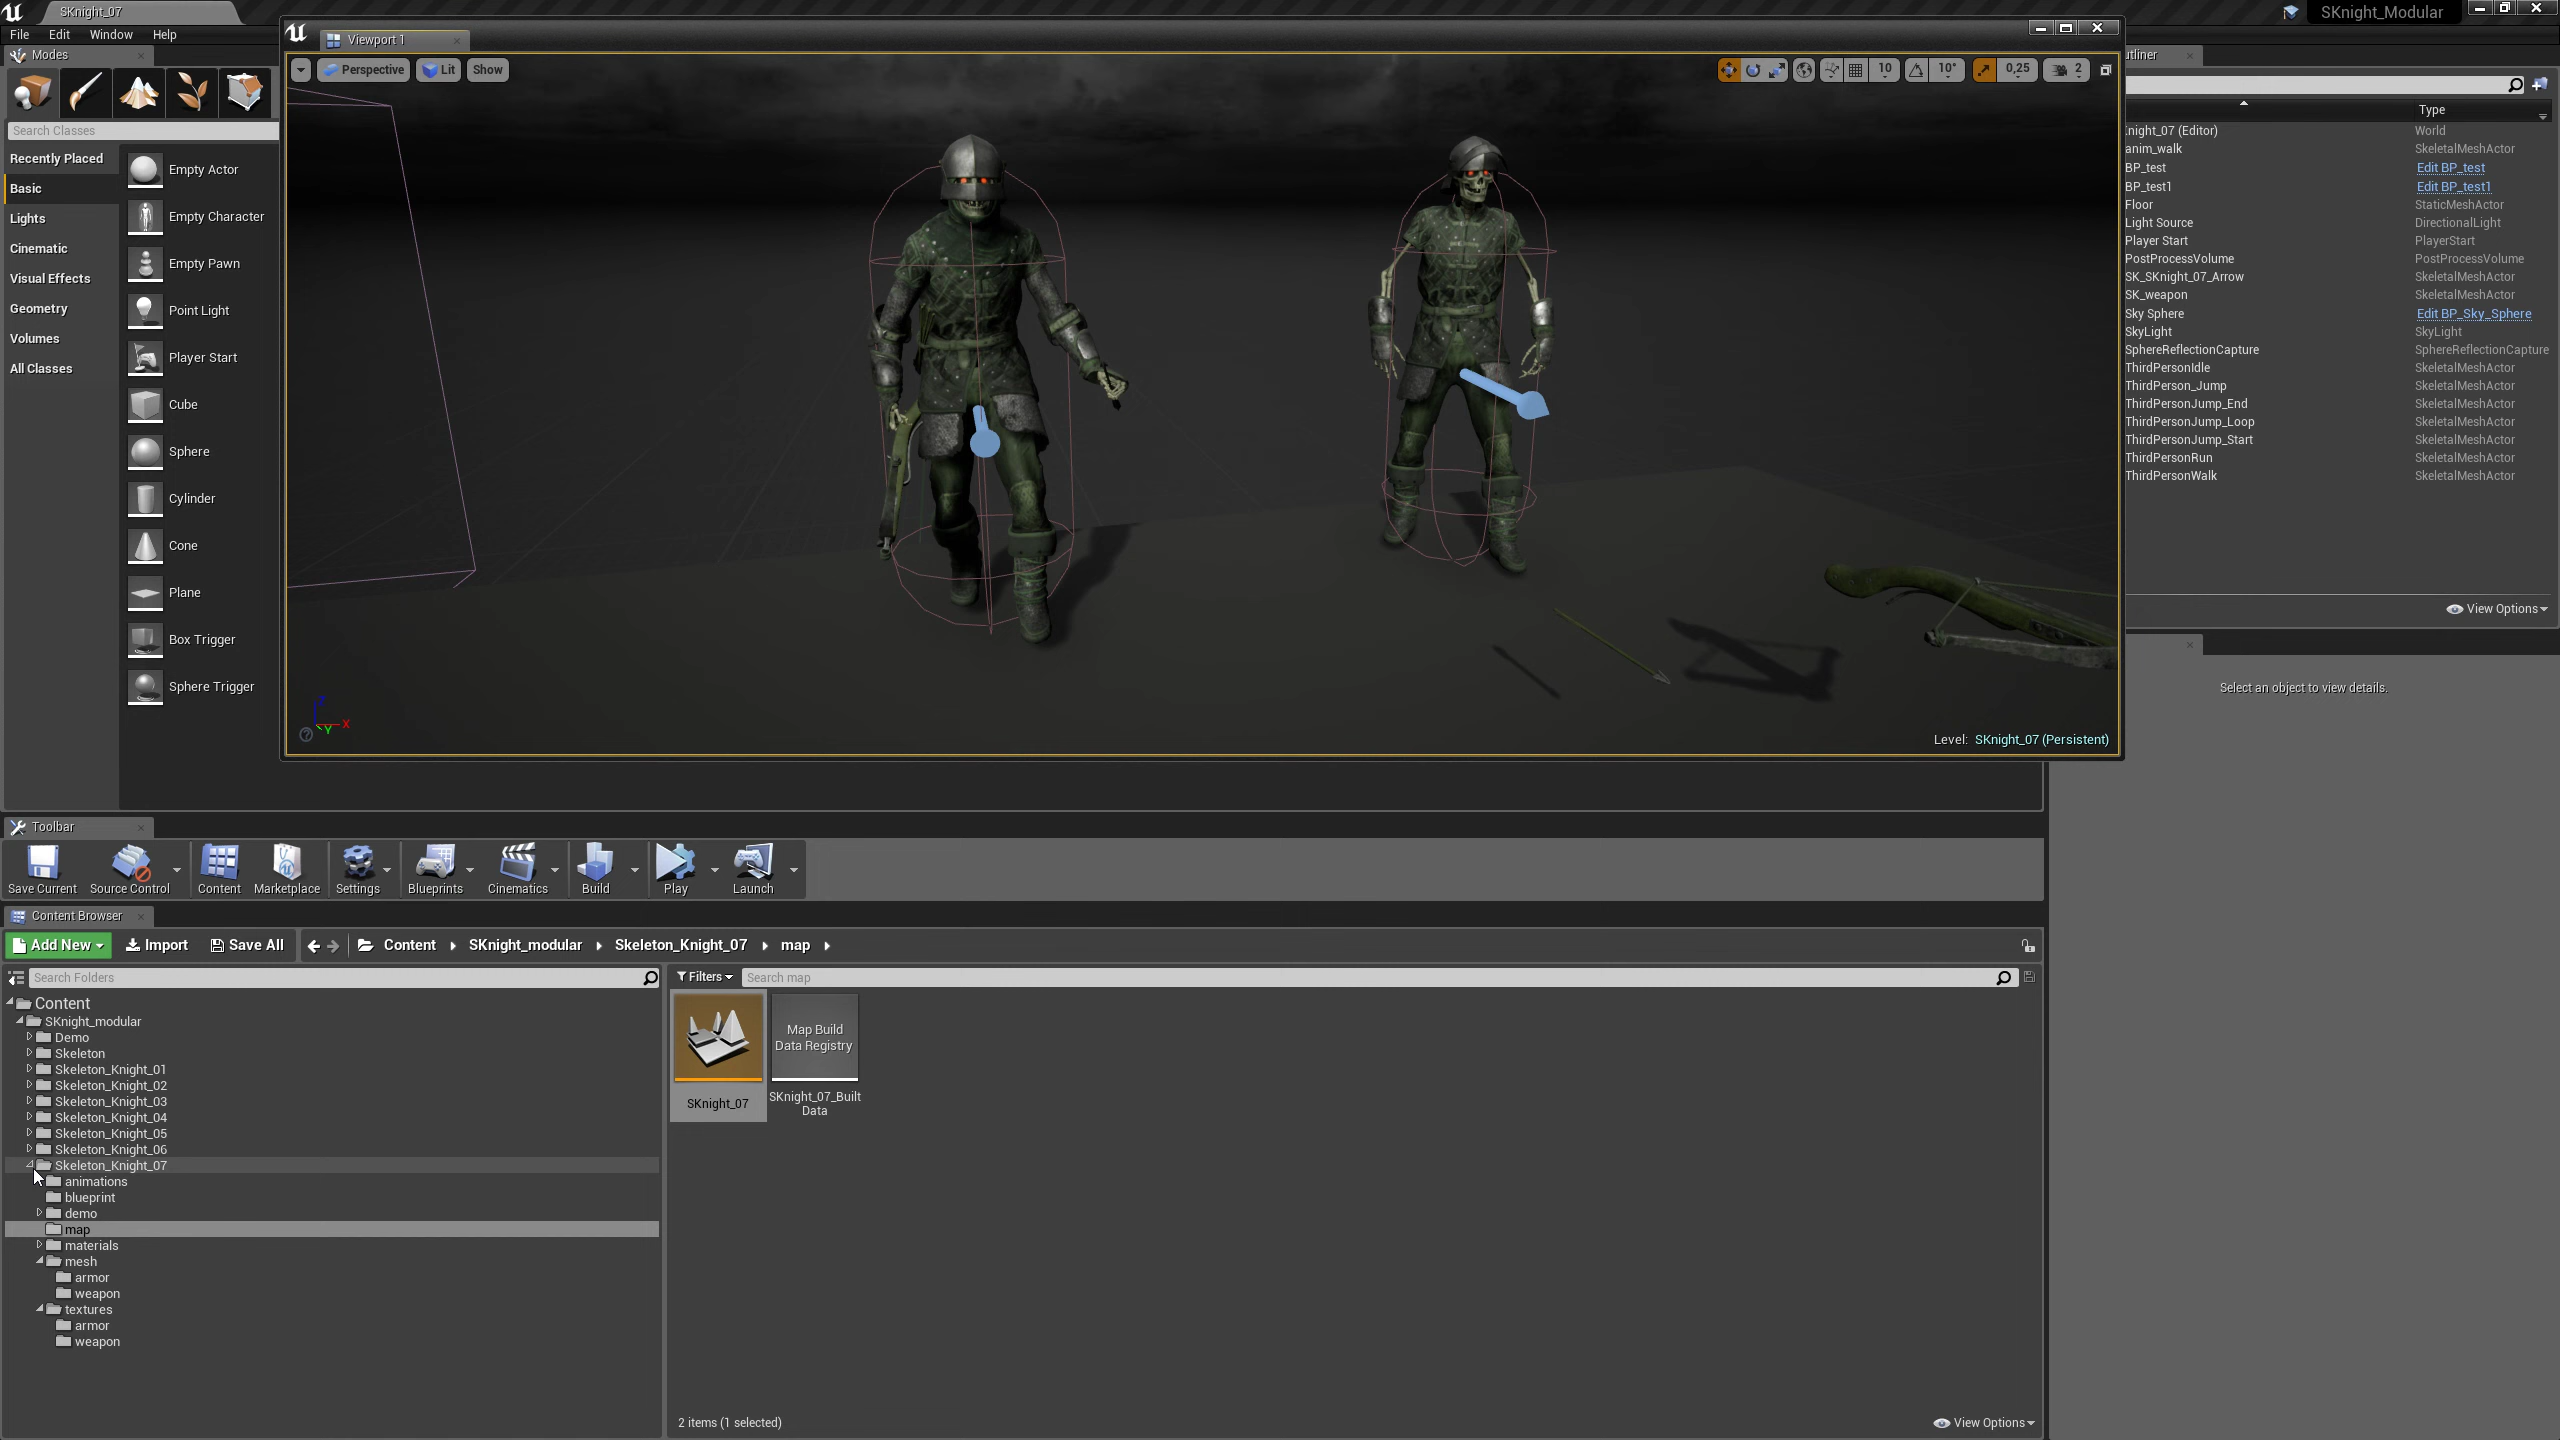 SKnight_07
SKnight_Modular
File
Edit
Window
Help
Modes
Search Classes
Recently Placed
Basic
Lights
Cinematic
Visual Effects
Geometry
Volumes
All Classes
Empty Actor
Empty Character
Empty Pawn
Point Light
Player Start
Cube
Sphere
Cylinder
Cone
Plane
Box Trigger
Sphere Trigger
Viewport 1
Perspective
Lit
Show
10
10°
0,25
2
X
Y
Level: SKnight_07 (Persistent)
utliner
Type
night_07 (Editor) World
anim_walk SkeletalMeshActor
BP_test Edit BP_test
BP_test1 Edit BP_test1
Floor StaticMeshActor
Light Source DirectionalLight
Player Start PlayerStart
PostProcessVolume PostProcessVolume
SK_SKnight_07_Arrow SkeletalMeshActor
SK_weapon SkeletalMeshActor
Sky Sphere Edit BP_Sky_Sphere
SkyLight SkyLight
SphereReflectionCapture SphereReflectionCapture
ThirdPersonIdle SkeletalMeshActor
ThirdPerson_Jump SkeletalMeshActor
ThirdPersonJump_End SkeletalMeshActor
ThirdPersonJump_Loop SkeletalMeshActor
ThirdPersonJump_Start SkeletalMeshActor
ThirdPersonRun SkeletalMeshActor
ThirdPersonWalk SkeletalMeshActor
View Options
Select an object to view details.
Toolbar
Save Current
Source Control
Content
Marketplace
Settings
Blueprints
Cinematics
Build
Play
Launch
Content Browser
Add New
Import
Save All
Content
SKnight_modular
Skeleton_Knight_07
map
Search Folders
Filters
Search map
Content
SKnight_modular
Demo
Skeleton
Skeleton_Knight_01
Skeleton_Knight_02
Skeleton_Knight_03
Skeleton_Knight_04
Skeleton_Knight_05
Skeleton_Knight_06
Skeleton_Knight_07
animations
blueprint
demo
map
materials
mesh
armor
weapon
textures
armor
weapon
Map Build
Data Registry
SKnight_07
SKnight_07_Built
Data
2 items (1 selected)
View Options